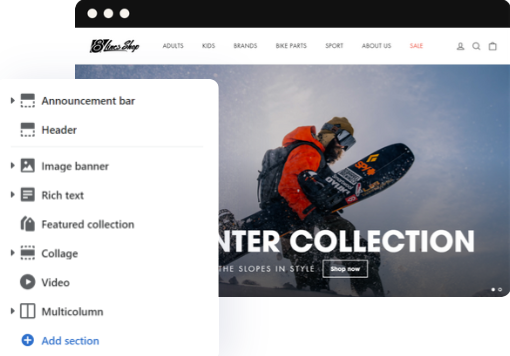 Lines Shop
ADULTS KIDS BRANDS BIKE PARTS SPORT ABOUT US SALE
Announcement bar
Header
Image banner
Rich text
Featured collection
Collage
Video
Multicolumn
Add section
NTER COLLECTION
THE SLOPES IN STYLE Shop now